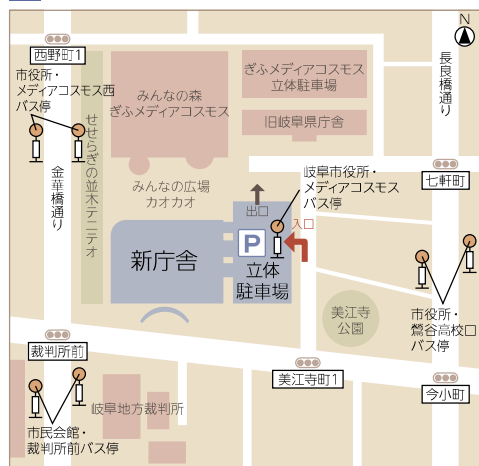 N
西野町1
市役所・
メディアコスモス西
バス停
せせらぎの並木テニテオ
金華橋通り
みんなの森
ぎふメディアコスモス
ぎふメディアコスモス
立体駐車場
旧岐阜県庁舎
長良橋通り
みんなの広場
カオカオ
岐阜市役所・
メディアコスモス
バス停
七軒町
出口
入口
P
新庁舎
立体
駐車場
美江寺
公園
市役所・
鶯谷高校口
バス停
裁判所前
美江寺町1
今小町
岐阜地方裁判所
市民会館・
裁判所前バス停